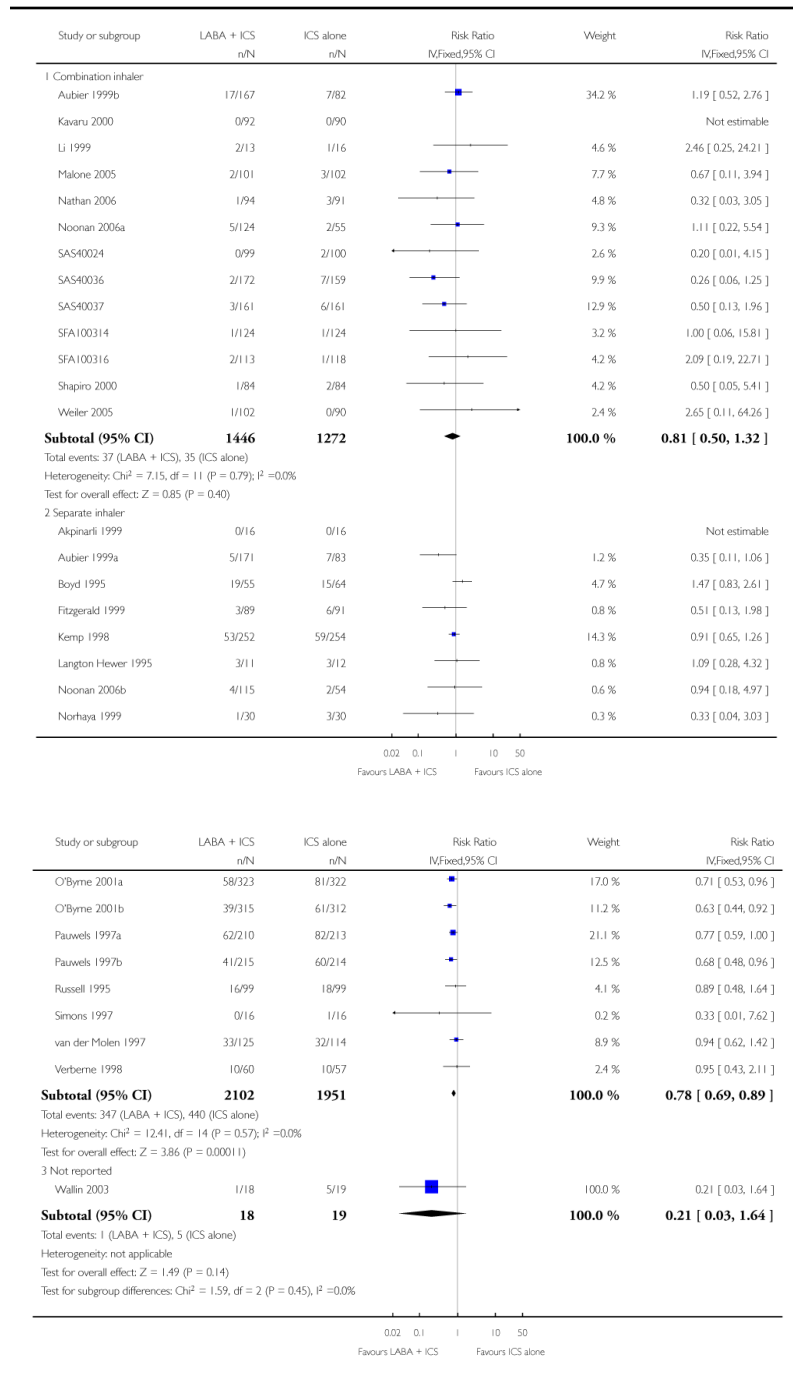 Study or subgroup LABA + ICS ICS alone Risk Ratio Weight Risk Ratio
n/N n/N IV,Fixed,95% CI IV,Fixed,95% CI
1 Combination inhaler
Aubier 1999b 17/167 7/82 34.2 % 1.19 [ 0.52, 2.76 ]
Kavaru 2000 0/92 0/90 Not estimable
Li 1999 2/13 1/16 4.6 % 2.46 [ 0.25, 24.21 ]
Malone 2005 2/101 3/102 7.7 % 0.67 [ 0.11, 3.94 ]
Nathan 2006 1/94 3/91 4.8 % 0.32 [ 0.03, 3.05 ]
Noonan 2006a 5/124 2/55 9.3 % 1.11 [ 0.22, 5.54 ]
SAS40024 0/99 2/100 2.6 % 0.20 [ 0.01, 4.15 ]
SAS40036 2/172 7/159 9.9 % 0.26 [ 0.06, 1.25 ]
SAS40037 3/161 6/161 12.9 % 0.50 [ 0.13, 1.96 ]
SFA100314 1/124 1/124 3.2 % 1.00 [ 0.06, 15.81 ]
SFA100316 2/113 1/118 4.2 % 2.09 [ 0.19, 22.71 ]
Shapiro 2000 1/84 2/84 4.2 % 0.50 [ 0.05, 5.41 ]
Weiler 2005 1/102 0/90 2.4 % 2.65 [ 0.11, 64.26 ]
Subtotal (95% CI) 1446 1272 100.0 % 0.81 [ 0.50, 1.32 ]
Total events: 37 (LABA + ICS), 35 (ICS alone)
Heterogeneity: Chi² = 7.15, df = 11 (P = 0.79); I² =0.0%
Test for overall effect: Z = 0.85 (P = 0.40)
2 Separate inhaler
Akpinarli 1999 0/16 0/16 Not estimable
Aubier 1999a 5/171 7/83 1.2 % 0.35 [ 0.11, 1.06 ]
Boyd 1995 19/55 15/64 4.7 % 1.47 [ 0.83, 2.61 ]
Fitzgerald 1999 3/89 6/91 0.8 % 0.51 [ 0.13, 1.98 ]
Kemp 1998 53/252 59/254 14.3 % 0.91 [ 0.65, 1.26 ]
Langton Hewer 1995 3/11 3/12 0.8 % 1.09 [ 0.28, 4.32 ]
Noonan 2006b 4/115 2/54 0.6 % 0.94 [ 0.18, 4.97 ]
Norhaya 1999 1/30 3/30 0.3 % 0.33 [ 0.04, 3.03 ]
0.02 0.1 1 10 50
Favours LABA + ICS Favours ICS alone
Study or subgroup LABA + ICS ICS alone Risk Ratio Weight Risk Ratio
n/N n/N IV,Fixed,95% CI IV,Fixed,95% CI
O'Byrne 2001a 58/323 81/322 17.0 % 0.71 [ 0.53, 0.96 ]
O'Byrne 2001b 39/315 61/312 11.2 % 0.63 [ 0.44, 0.92 ]
Pauwels 1997a 62/210 82/213 21.1 % 0.77 [ 0.59, 1.00 ]
Pauwels 1997b 41/215 60/214 12.5 % 0.68 [ 0.48, 0.96 ]
Russell 1995 16/99 18/99 4.1 % 0.89 [ 0.48, 1.64 ]
Simons 1997 0/16 1/16 0.2 % 0.33 [ 0.01, 7.62 ]
van der Molen 1997 33/125 32/114 8.9 % 0.94 [ 0.62, 1.42 ]
Verberne 1998 10/60 10/57 2.4 % 0.95 [ 0.43, 2.11 ]
Subtotal (95% CI) 2102 1951 100.0 % 0.78 [ 0.69, 0.89 ]
Total events: 347 (LABA + ICS), 440 (ICS alone)
Heterogeneity: Chi² = 12.41, df = 14 (P = 0.57); I² =0.0%
Test for overall effect: Z = 3.86 (P = 0.00011)
3 Not reported
Wallin 2003 1/18 5/19 100.0 % 0.21 [ 0.03, 1.64 ]
Subtotal (95% CI) 18 19 100.0 % 0.21 [ 0.03, 1.64 ]
Total events: 1 (LABA + ICS), 5 (ICS alone)
Heterogeneity: not applicable
Test for overall effect: Z = 1.49 (P = 0.14)
Test for subgroup differences: Chi² = 1.59, df = 2 (P = 0.45), I² =0.0%
0.02 0.1 1 10 50
Favours LABA + ICS Favours ICS alone